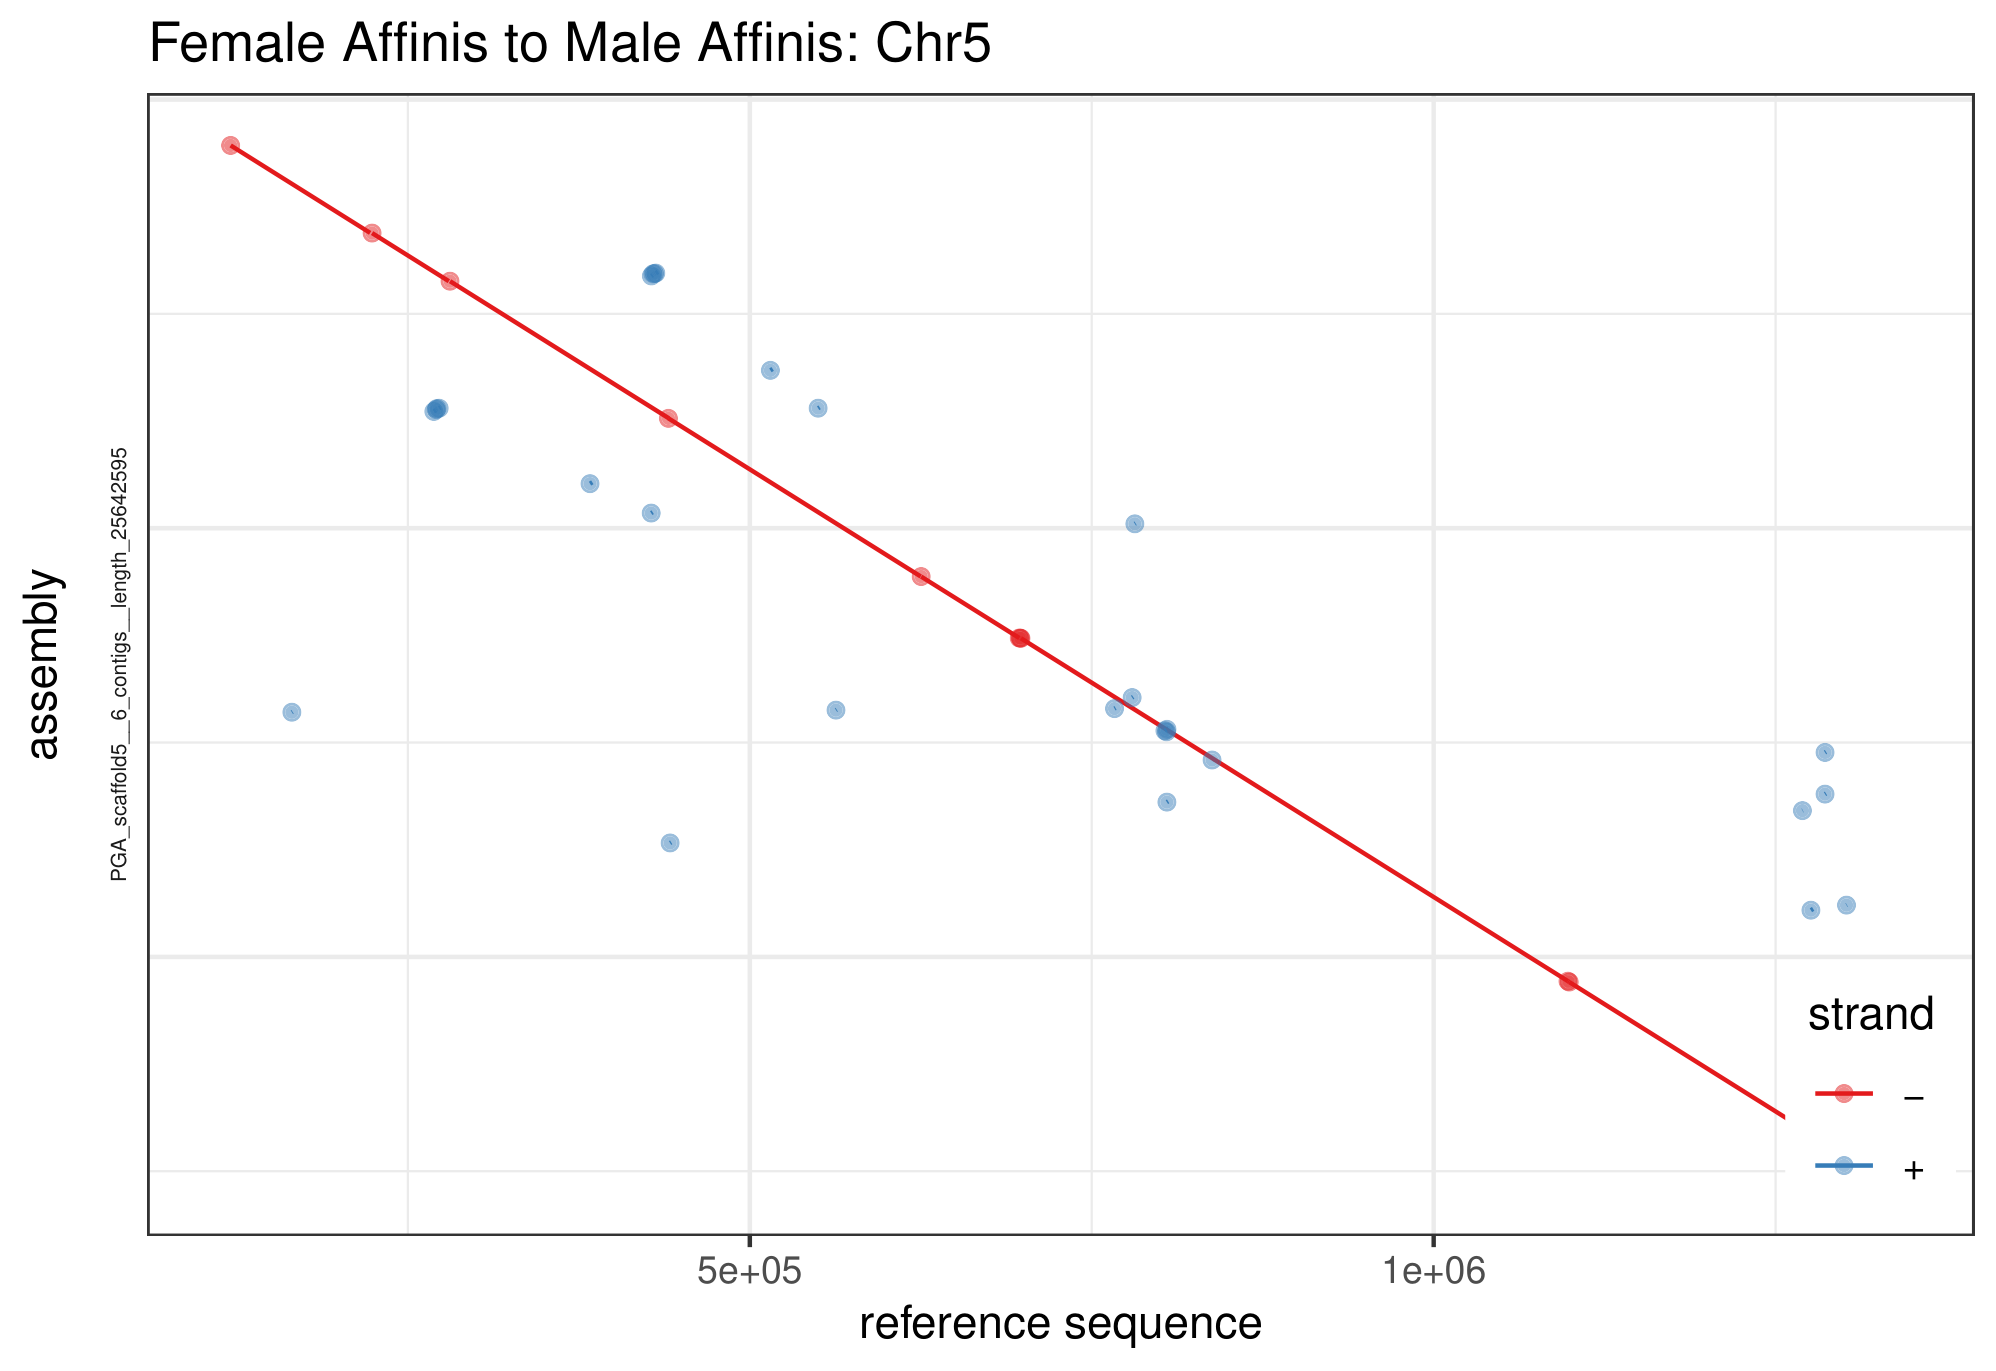 Female Affinis to Male Affinis: Chr5
assembly
PGA_scaffold5__6_contigs__length_25642595
strand
−
+
5e+05
1e+06
reference sequence